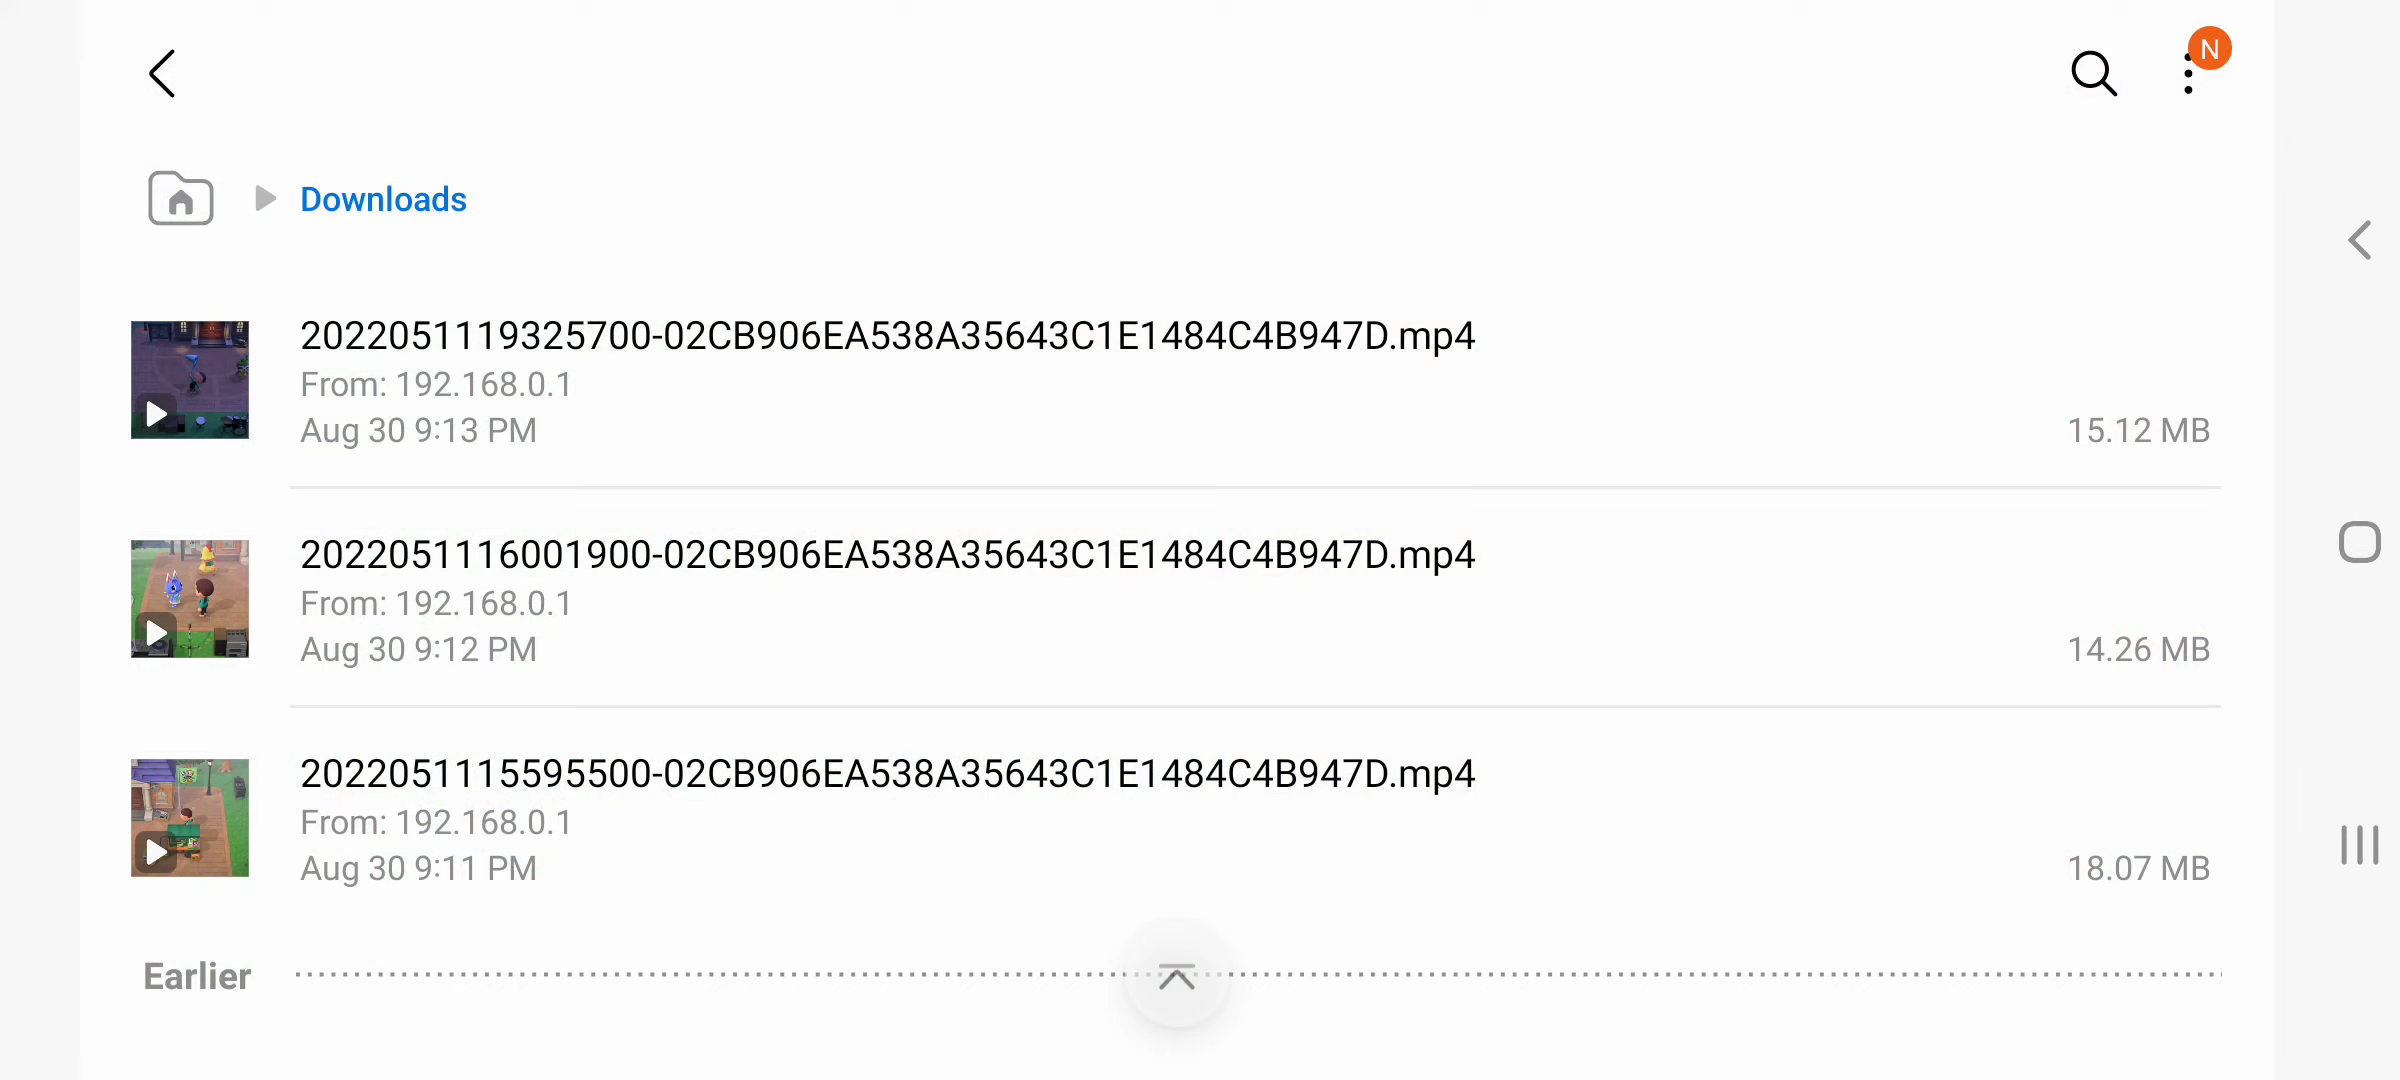 N
Downloads
2022051119325700-02CB906EA538A35643C1E1484C4B947D.mp4
From: 192.168.0.1
Aug 30 9:13 PM
15.12 MB
2022051116001900-02CB906EA538A35643C1E1484C4B947D.mp4
From: 192.168.0.1
Aug 30 9:12 PM
14.26 MB
2022051115595500-02CB906EA538A35643C1E1484C4B947D.mp4
From: 192.168.0.1
Aug 30 9:11 PM
18.07 MB
Earlier